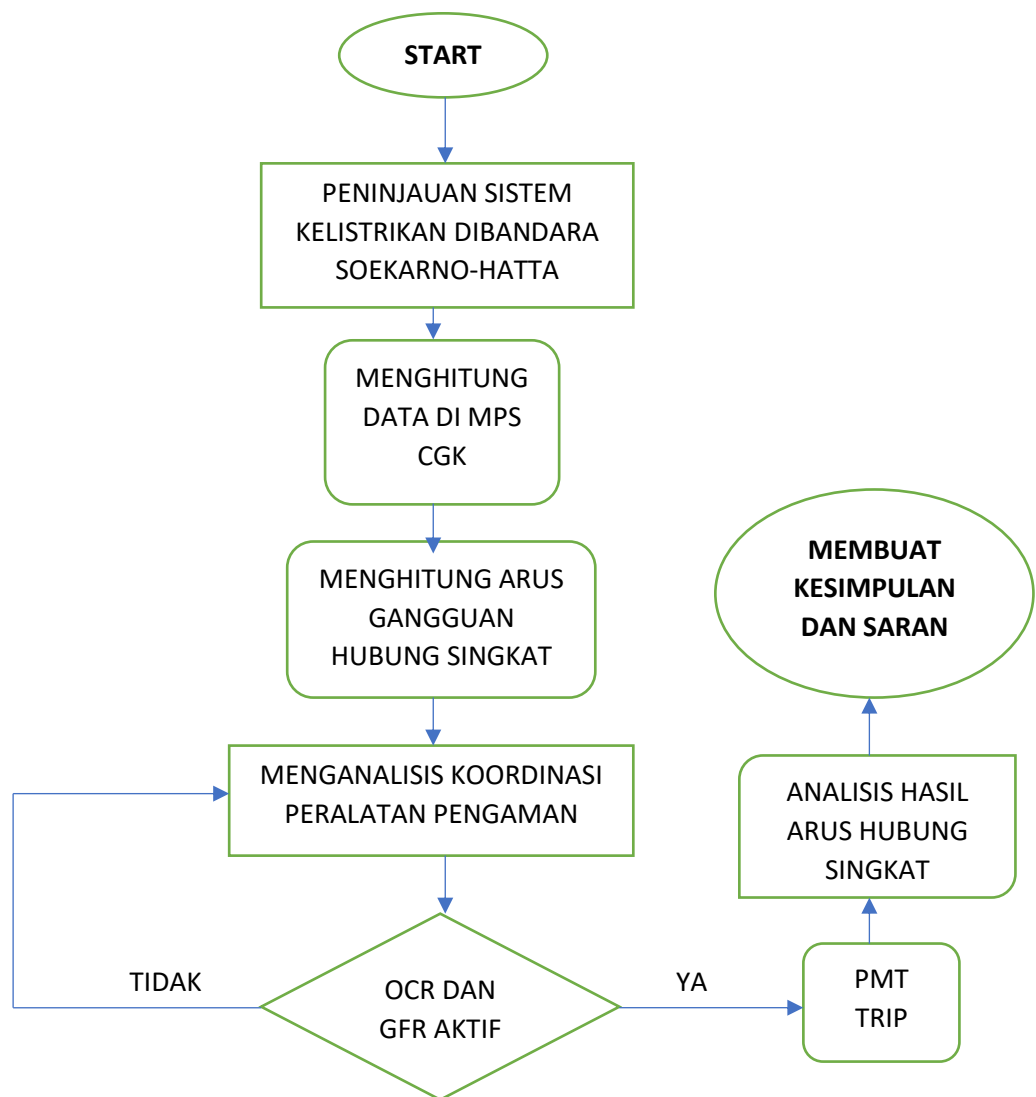 START
PENINJAUAN SISTEM
KELISTRIKAN DIBANDARA
SOEKARNO-HATTA
MENGHITUNG
DATA DI MPS
CGK
MENGHITUNG ARUS
GANGGUAN
HUBUNG SINGKAT
MENGANALISIS KOORDINASI
PERALATAN PENGAMAN
OCR DAN
GFR AKTIF
TIDAK
YA
PMT
TRIP
ANALISIS HASIL
ARUS HUBUNG
SINGKAT
MEMBUAT
KESIMPULAN
DAN SARAN